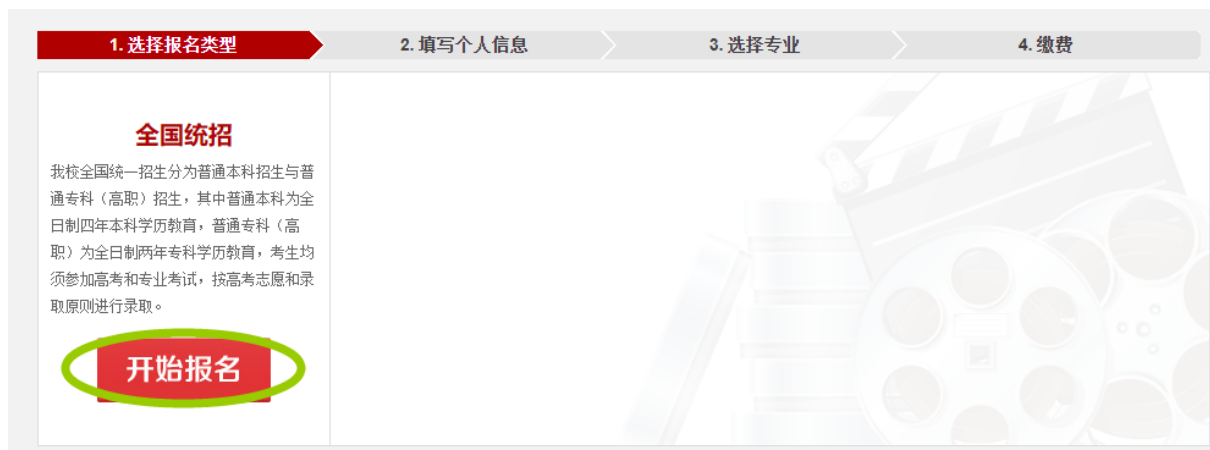 1. 选择报名类型
2. 填写个人信息
3. 选择专业
4. 缴费
全国统招
我校全国统一招生分为普通本科招生与普
通专科（高职）招生，其中普通本科为全
日制四年本科学历教育，普通专科（高
职）为全日制两年专科学历教育，考生均
须参加高考和专业考试，按高考志愿和录
取原则进行录取。
开始报名